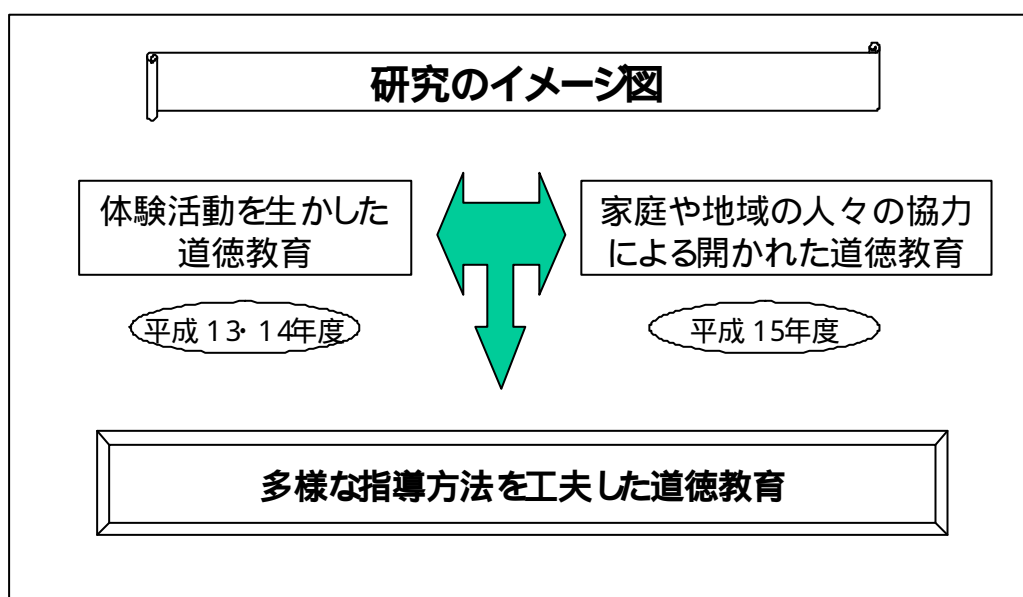 研究のイメージ図
体験活動を生かした
道徳教育
家庭や地域の人々の協力
による開かれた道徳教育
平成13・14年度
平成15年度
多様な指導方法を工夫した道徳教育